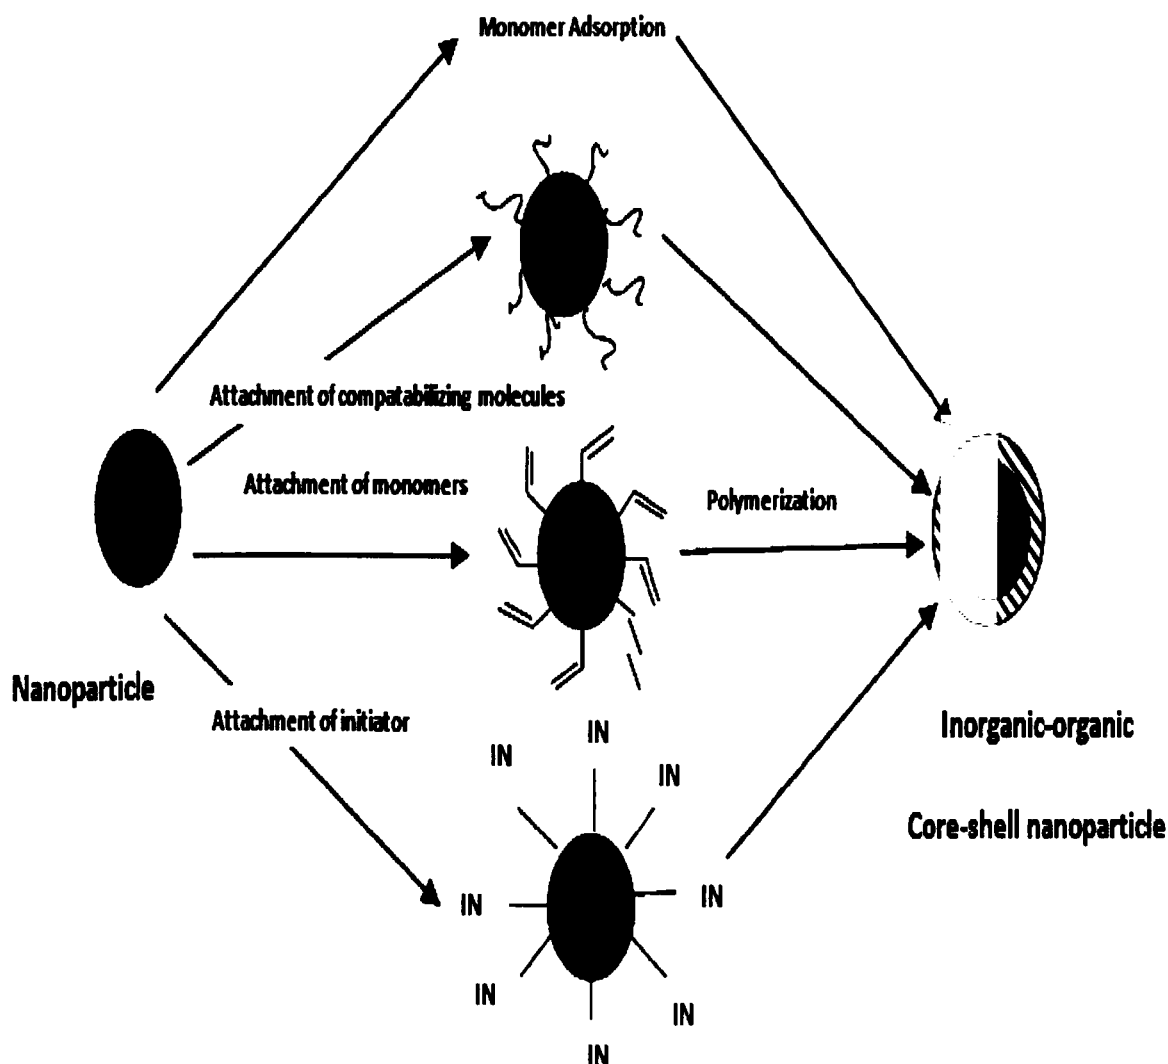 Monomer Adsorption
Attachment of compatabilizing molecules
Attachment of monomers
Polymerization
Nanoparticle
Attachment of initiator
Inorganic-organic
Core-shell nanoparticle
IN
IN
IN
IN
IN
IN
IN
IN